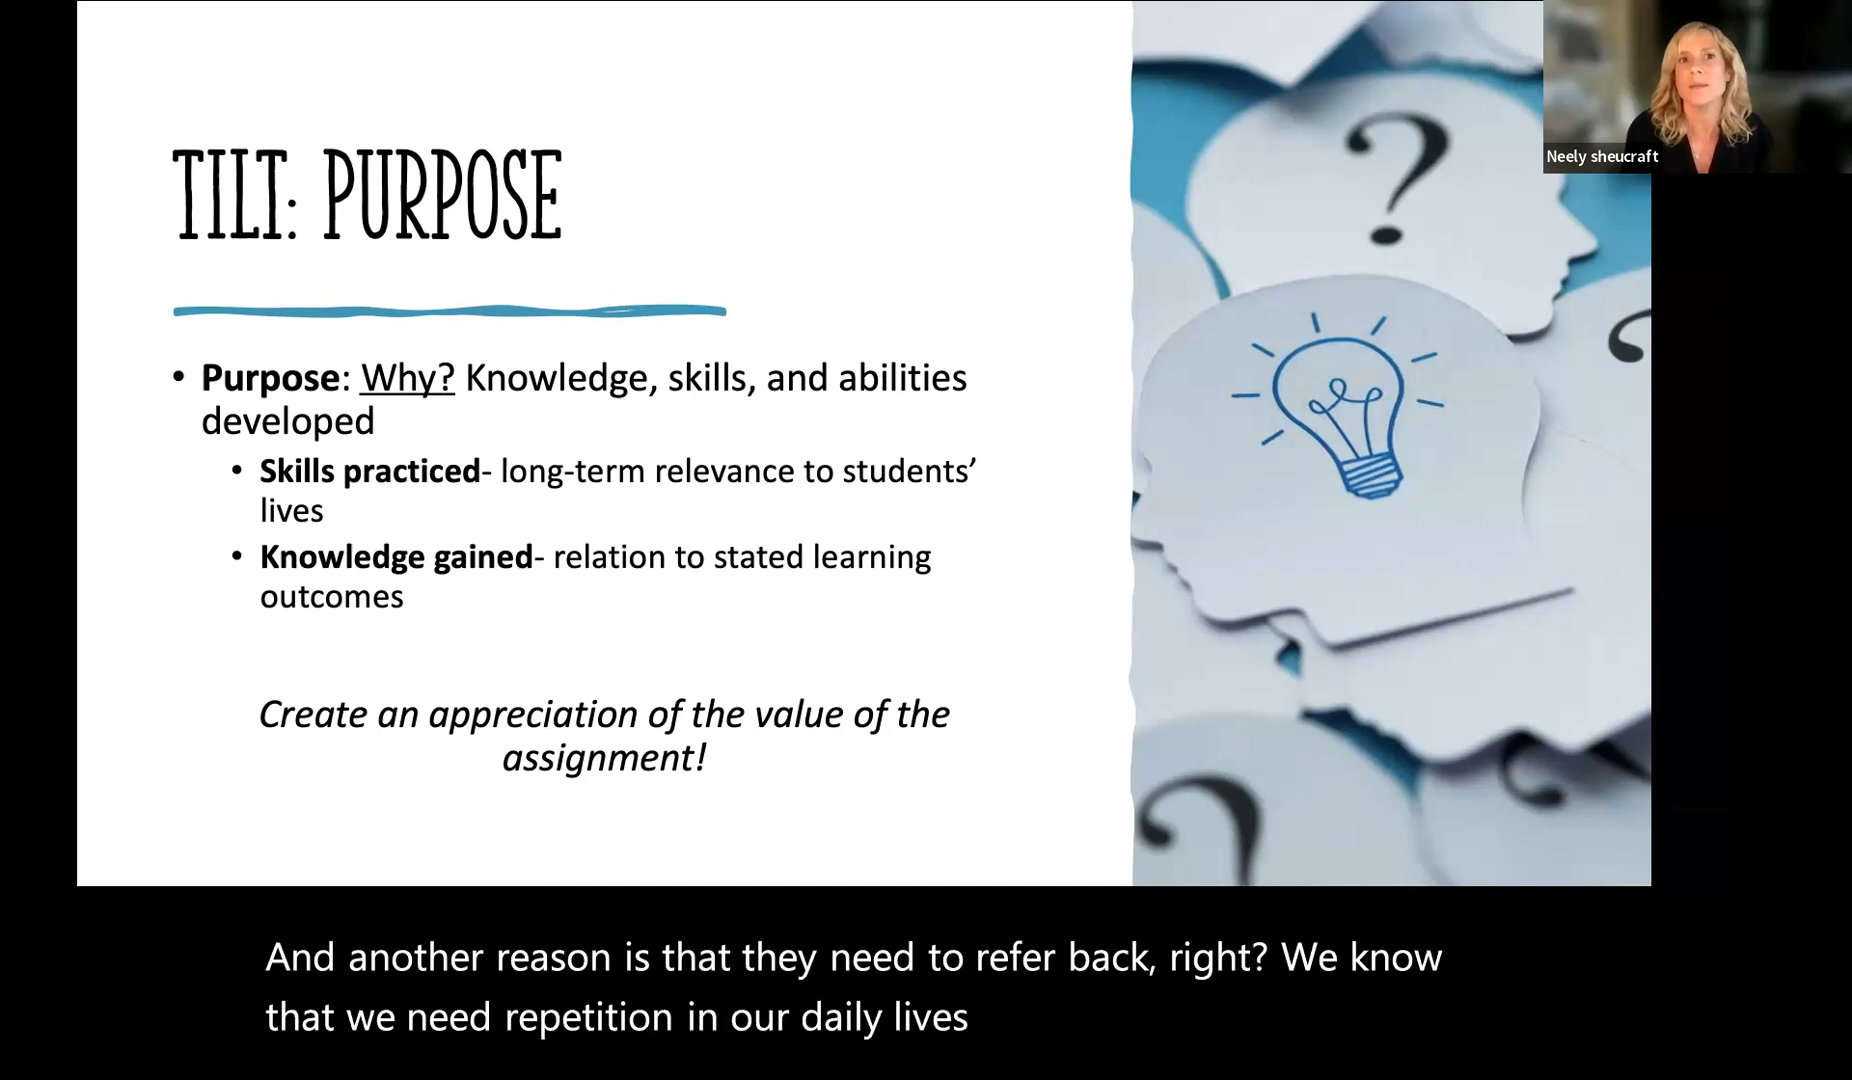 TILT: PURPOSE
Neely sheucraft
• Purpose: Why? Knowledge, skills, and abilities
developed
• Skills practiced- long-term relevance to students’
lives
• Knowledge gained- relation to stated learning
outcomes
Create an appreciation of the value of the
assignment!
?
?
?
?
And another reason is that they need to refer back, right? We know
that we need repetition in our daily lives